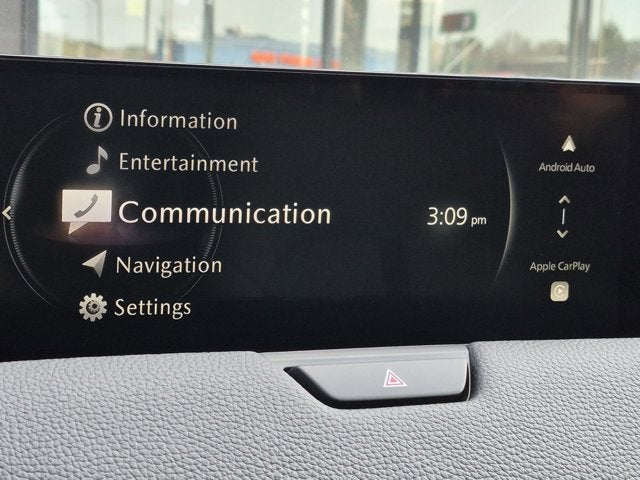 Information
Entertainment
Communication
3:09 pm
Navigation
Settings
Android Auto
Apple CarPlay